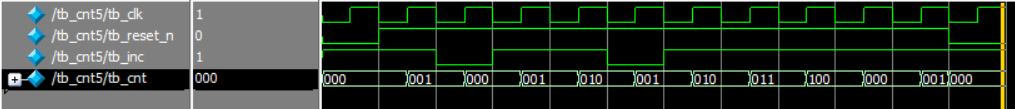 /tb_cnt5/tb_clk 1
/tb_cnt5/tb_reset_n 0
/tb_cnt5/tb_inc 1
/tb_cnt5/tb_cnt 000 000 001 000 001 010 001 010 011 100 000 001 000